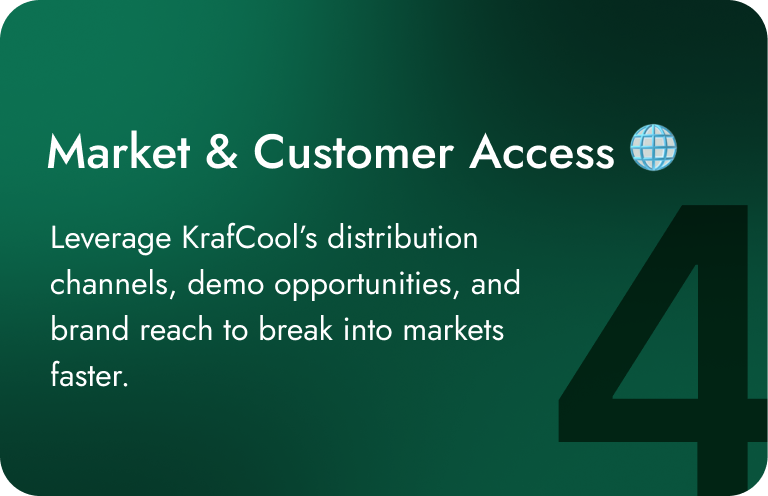 Market & Customer Access 🌐
Leverage KrafCool’s distribution
channels, demo opportunities, and
brand reach to break into markets
faster.
4